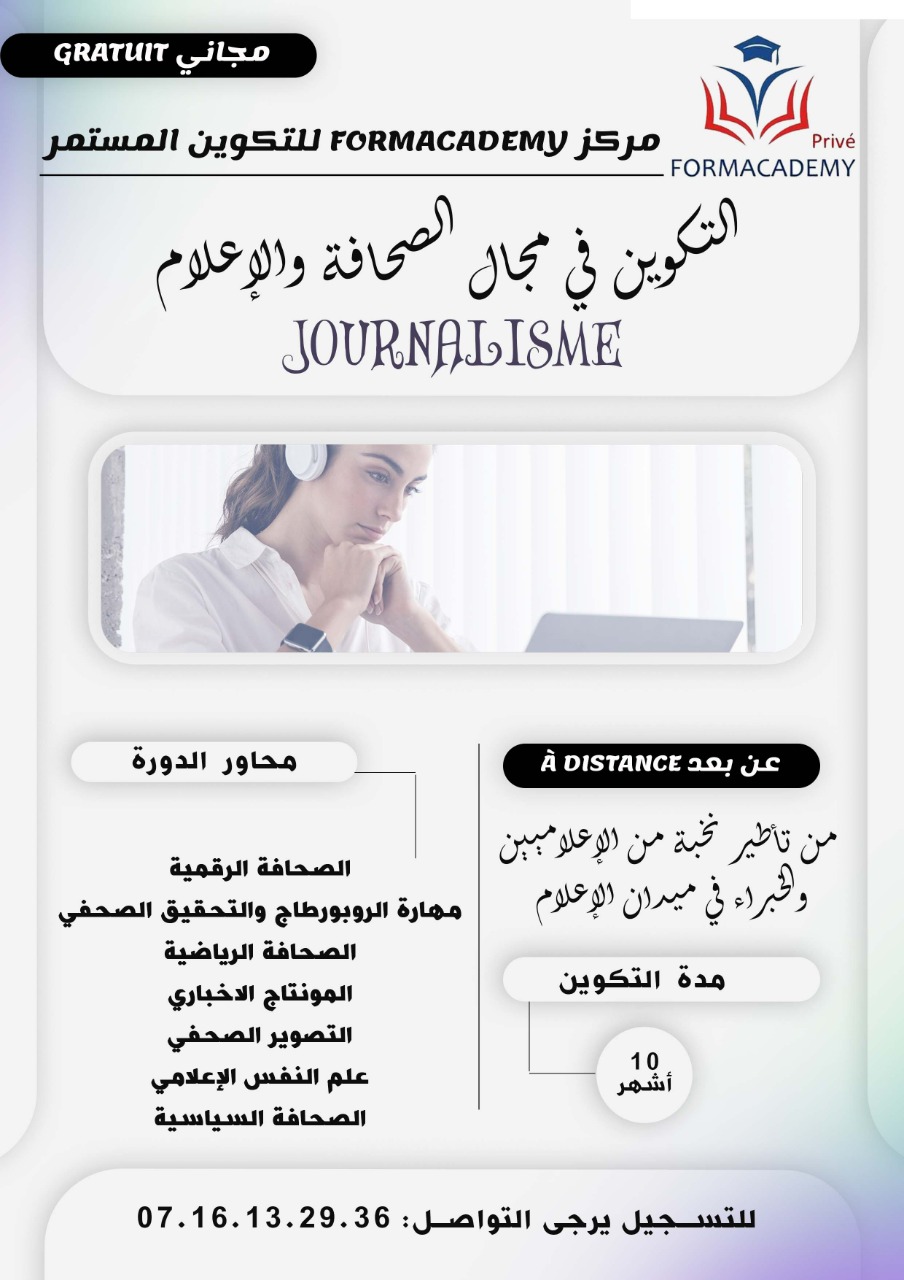 مجاني GRATUIT
Privé
FORMACADEMY
مركز FORMACADEMY للتكوين المستمر
التكوين في مجال الصحافة والإعلام
JOURNALISME
عن بعد À DISTANCE
من تأطير نخبة من الإعلاميين
والخبراء في ميدان الإعلام
مدة التكوين
10
أشهر
محاور الدورة
الصحافة الرقمية
مهارة الروبورطاج والتحقيق الصحفي
الصحافة الرياضية
المونتاج الاخباري
التصوير الصحفي
علم النفس الإعلامي
الصحافة السياسية
للتســجيل يرجى التواصـل: 07.16.13.29.36